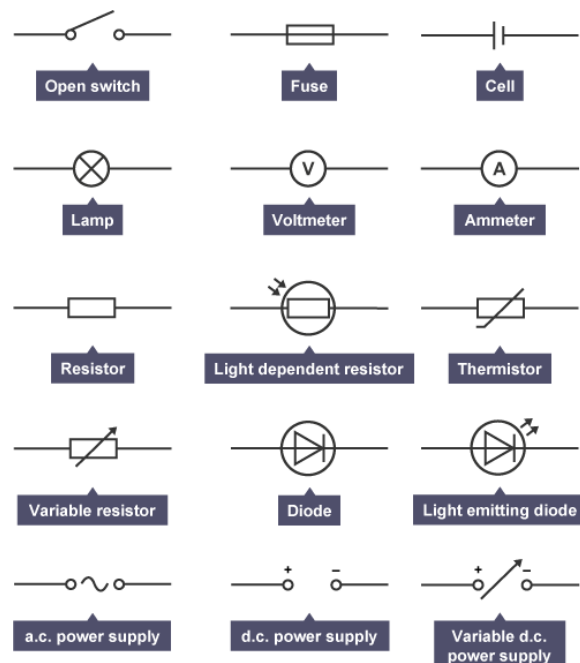 Open switch
Fuse
Cell
V
A
Lamp
Voltmeter
Ammeter
Resistor
Light dependent resistor
Thermistor
Variable resistor
Diode
Light emitting diode
+ − + −
a.c. power supply
d.c. power supply
Variable d.c.
power supply